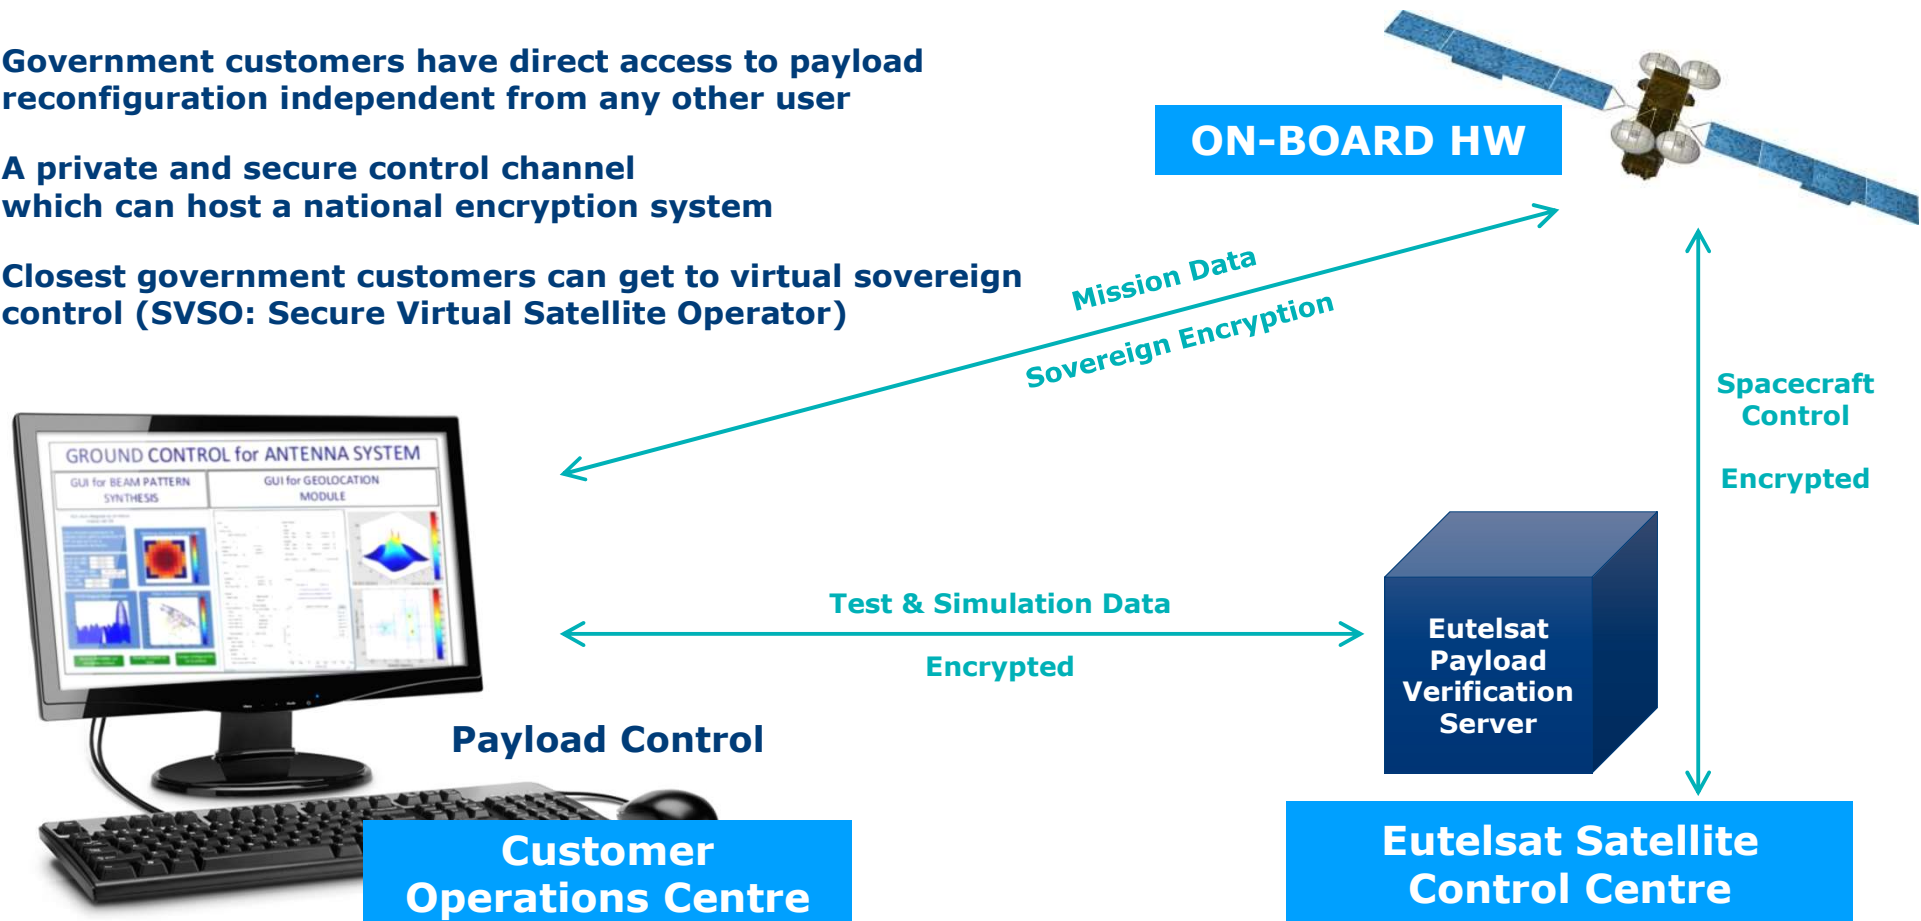 Government customers have direct access to payload
reconfiguration independent from any other user
A private and secure control channel
which can host a national encryption system
Closest government customers can get to virtual sovereign
control (SVSO: Secure Virtual Satellite Operator)
ON-BOARD HW
Mission Data
Sovereign Encryption
Spacecraft
Control
Encrypted
GROUND CONTROL for ANTENNA SYSTEM
GUI for BEAM PATTERN
SYNTHESIS
GUI for GEOLOCATION
MODULE
Test & Simulation Data
Encrypted
Eutelsat
Payload
Verification
Server
Payload Control
Customer
Operations Centre
Eutelsat Satellite
Control Centre